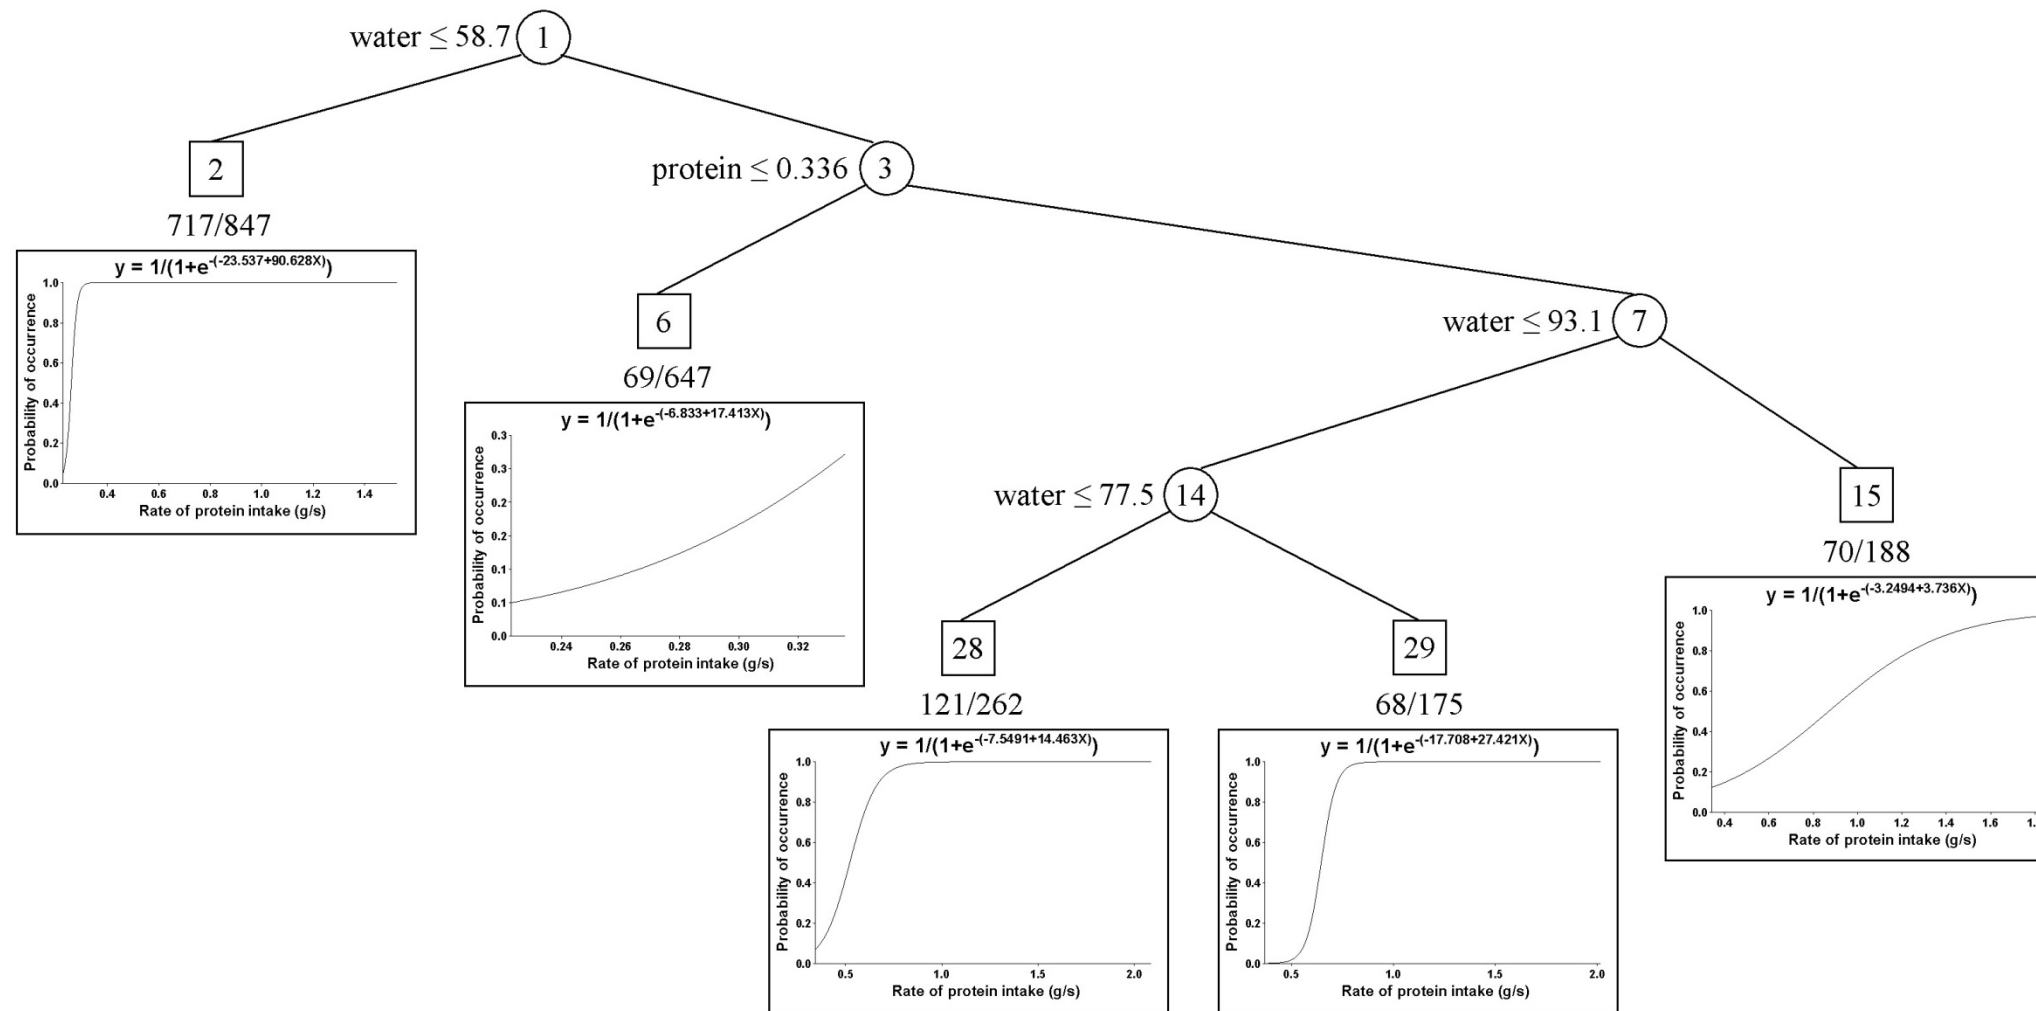 water ≤ 58.7 1
2
717/847
y = 1/(1+e^-(-23.537+90.628X))
Probability of occurrence
1.0
0.8
0.6
0.4
0.2
0.0
0.4 0.6 0.8 1.0 1.2 1.4
Rate of protein intake (g/s)
protein ≤ 0.336 3
6
69/647
y = 1/(1+e^-(-6.833+17.413X))
Probability of occurrence
0.3
0.3
0.2
0.2
0.1
0.1
0.0
0.24 0.26 0.28 0.30 0.32
Rate of protein intake (g/s)
water ≤ 93.1 7
water ≤ 77.5 14
28
121/262
y = 1/(1+e^-(-7.5491+14.463X))
Probability of occurrence
1.0
0.8
0.6
0.4
0.2
0.0
0.5 1.0 1.5 2.0
Rate of protein intake (g/s)
29
68/175
y = 1/(1+e^-(-17.708+27.421X))
Probability of occurrence
1.0
0.8
0.6
0.4
0.2
0.0
0.5 1.0 1.5 2.0
Rate of protein intake (g/s)
15
70/188
y = 1/(1+e^-(-3.2494+3.736X))
Probability of occurrence
1.0
0.8
0.6
0.4
0.2
0.0
0.4 0.6 0.8 1.0 1.2 1.4 1.6
Rate of protein intake (g/s)